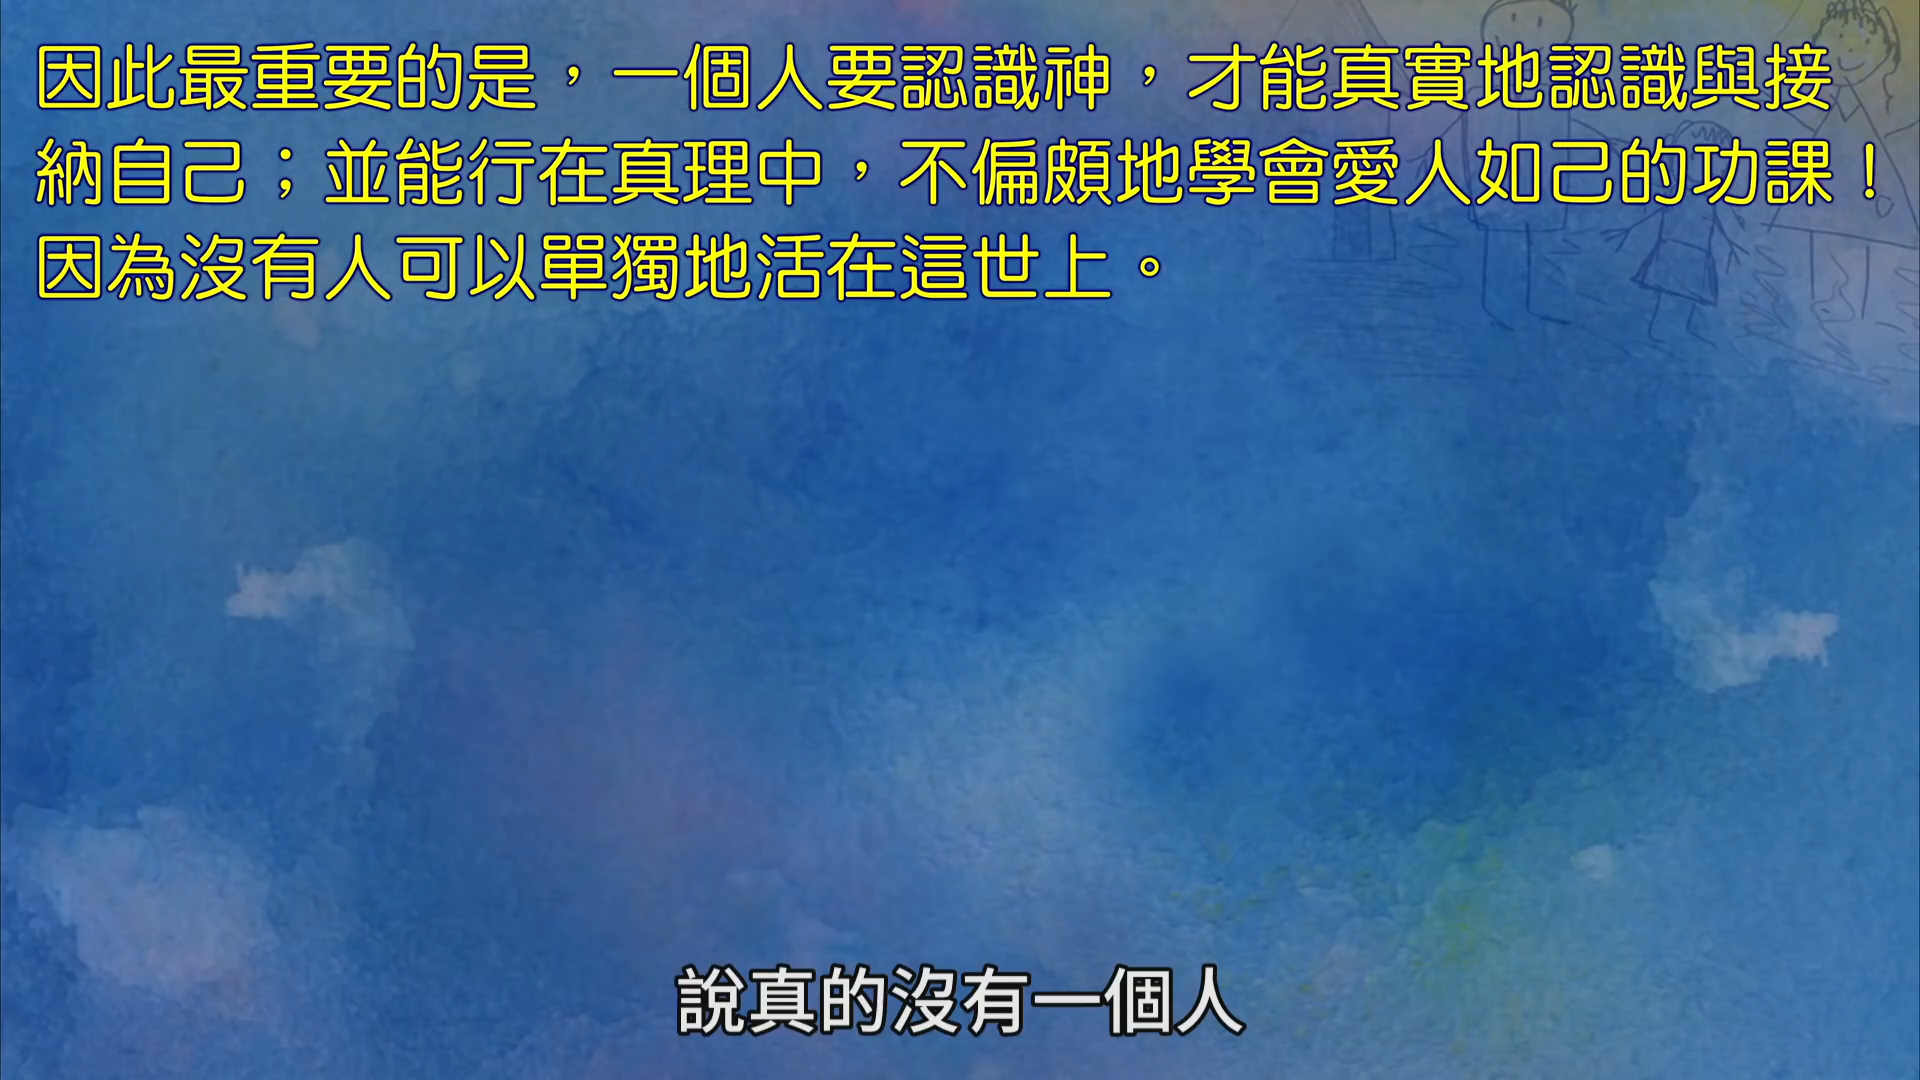 因此最重要的是，一個人要認識神，才能真實地認識與接
納自己；並能行在真理中，不偏頗地學會愛人如己的功課！
因為沒有人可以單獨地活在這世上。
說真的沒有一個人